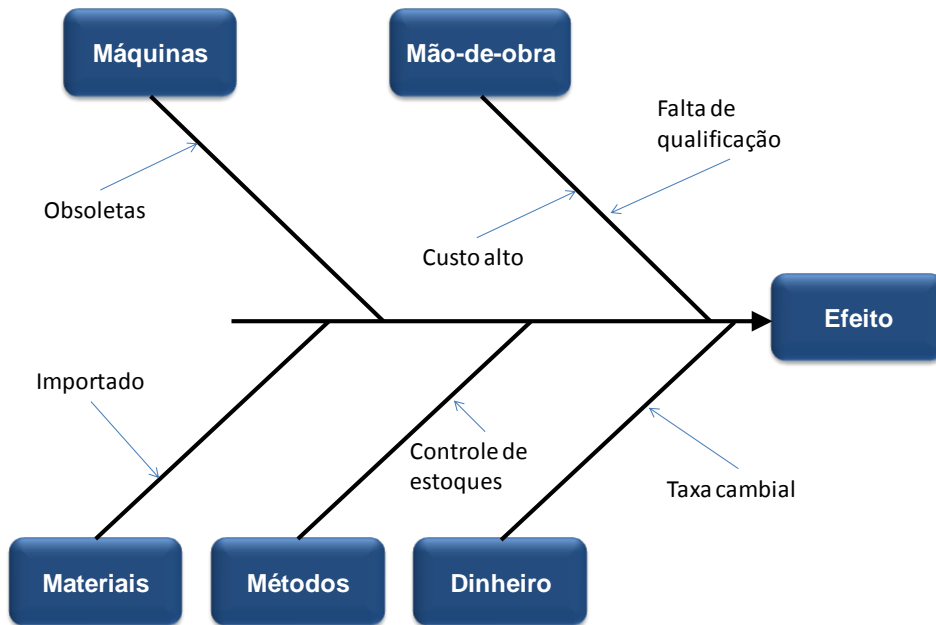 Máquinas
Mão-de-obra
Falta de
qualificação
Obsoletas
Custo alto
Efeito
Importado
Controle de
estoques
Taxa cambial
Materiais
Métodos
Dinheiro